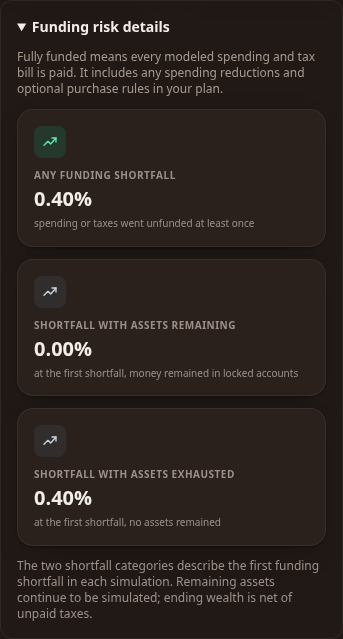 ▼ Funding risk details
Fully funded means every modeled spending and tax
bill is paid. It includes any spending reductions and
optional purchase rules in your plan.
ANY FUNDING SHORTFALL
0.40%
spending or taxes went unfunded at least once
SHORTFALL WITH ASSETS REMAINING
0.00%
at the first shortfall, money remained in locked accounts
SHORTFALL WITH ASSETS EXHAUSTED
0.40%
at the first shortfall, no assets remained
The two shortfall categories describe the first funding
shortfall in each simulation. Remaining assets
continue to be simulated; ending wealth is net of
unpaid taxes.